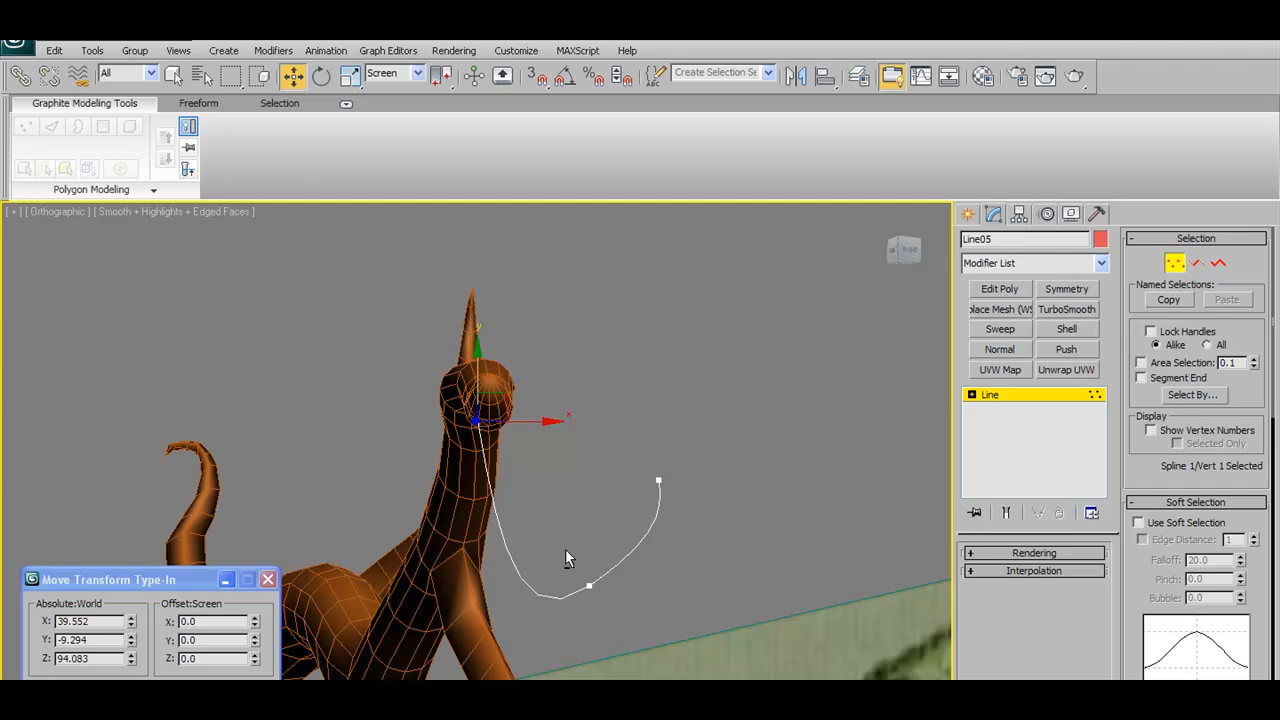 Edit Tools Group Views Create Modifiers Animation Graph Editors Rendering Customize MAXScript Help
All Screen 3 Create Selection Se
Graphite Modeling Tools Freeform Selection
Polygon Modeling
[ + ] [ Orthographic ] [ Smooth + Highlights + Edged Faces ]
Line05
Modifier List
Edit Poly Symmetry
place Mesh (WS TurboSmooth
Sweep Shell
Normal Push
UVW Map Unwrap UVW
Line
Rendering
Interpolation
- Selection
Named Selections:
Copy Paste
Lock Handles
Alike All
Area Selection: 0.1
Segment End
Select By...
Display
Show Vertex Numbers
Selected Only
Spline 1/Vert 1 Selected
- Soft Selection
Use Soft Selection
Edge Distance: 1
Falloff: 20.0
Pinch: 0.0
Bubble: 0.0
y
x
Move Transform Type-In
Absolute:World Offset:Screen
X: 39.552 X: 0.0
Y: -9.294 Y: 0.0
Z: 94.083 Z: 0.0